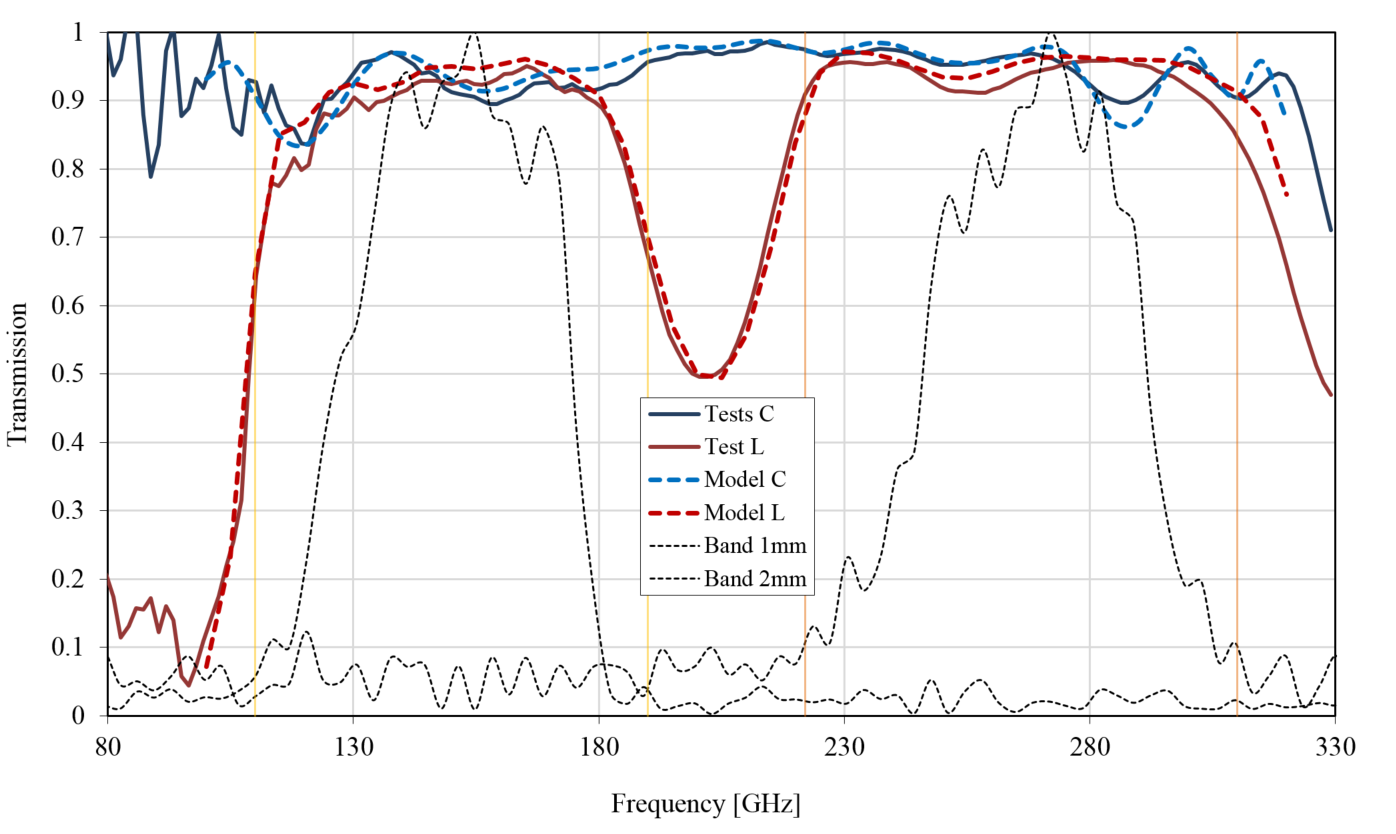 1
0.9
0.8
0.7
0.6
0.5
0.4
0.3
0.2
0.1
0
Transmission
Tests C
Test L
Model C
Model L
Band 1mm
Band 2mm
80 130 180 230 280 330
Frequency [GHz]